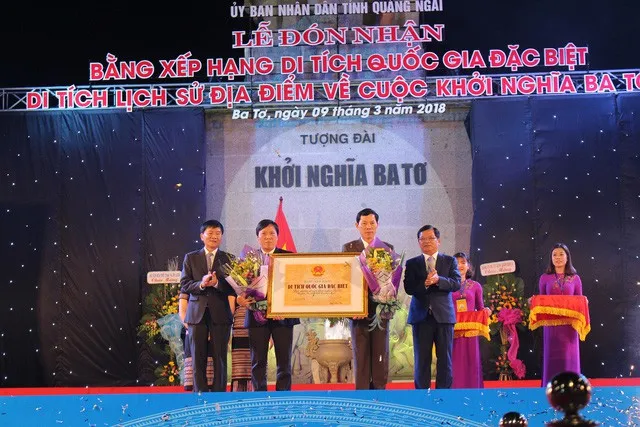 ỦY BAN NHÂN DÂN TỈNH QUẢNG NGÃI
LỄ ĐÓN NHẬN
BẰNG XẾP HẠNG DI TÍCH QUỐC GIA ĐẶC BIỆT
DI TÍCH LỊCH SỬ ĐỊA ĐIỂM VỀ CUỘC KHỞI NGHĨA BA TƠ
Ba Tơ, ngày 09 tháng 3 năm 2018
TƯỢNG ĐÀI
KHỞI NGHĨA BA TƠ
DI TÍCH QUỐC GIA ĐẶC BIỆT